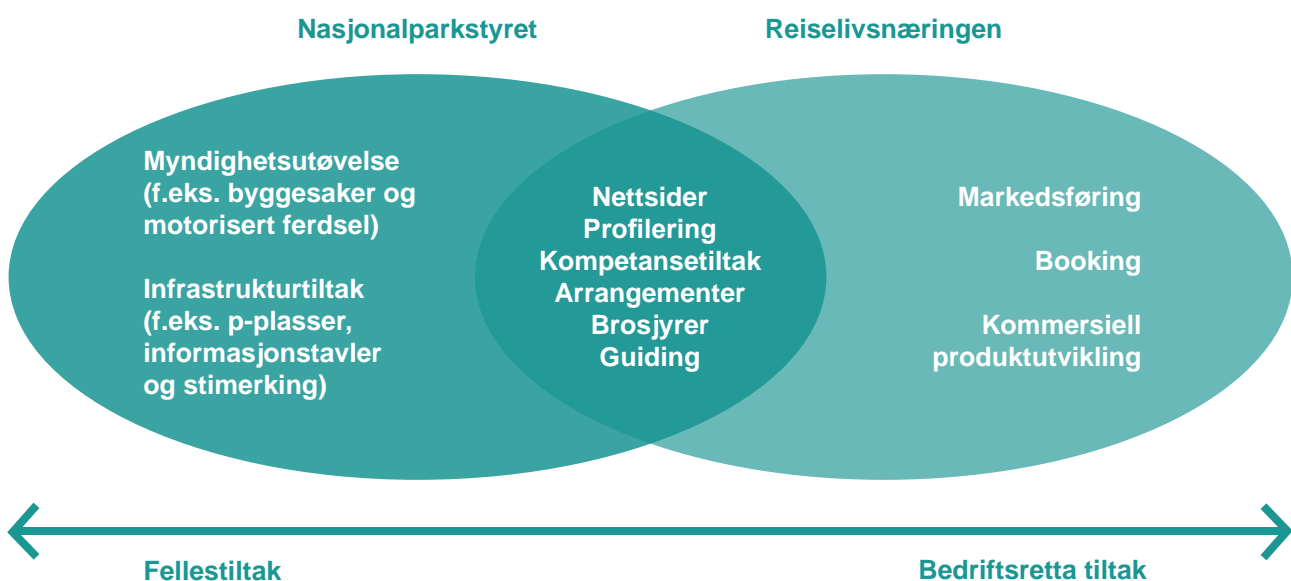 Nasjonalparkstyret
Reiselivsnæringen
Myndighetsutøvelse
(f.eks. byggesaker og
motorisert ferdsel)
Infrastrukturtiltak
(f.eks. p-plasser,
informasjonstavler
og stimerking)
Nettsider
Profilering
Kompetansetiltak
Arrangementer
Brosjyrer
Guiding
Markedsføring
Booking
Kommersiell
produktutvikling
Fellestiltak
Bedriftsretta tiltak